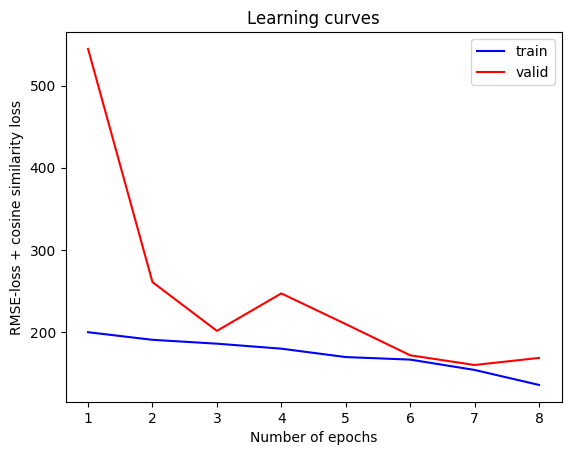 Learning curves
train
valid
500
400
300
200
RMSE-loss + cosine similarity loss
1 2 3 4 5 6 7 8
Number of epochs